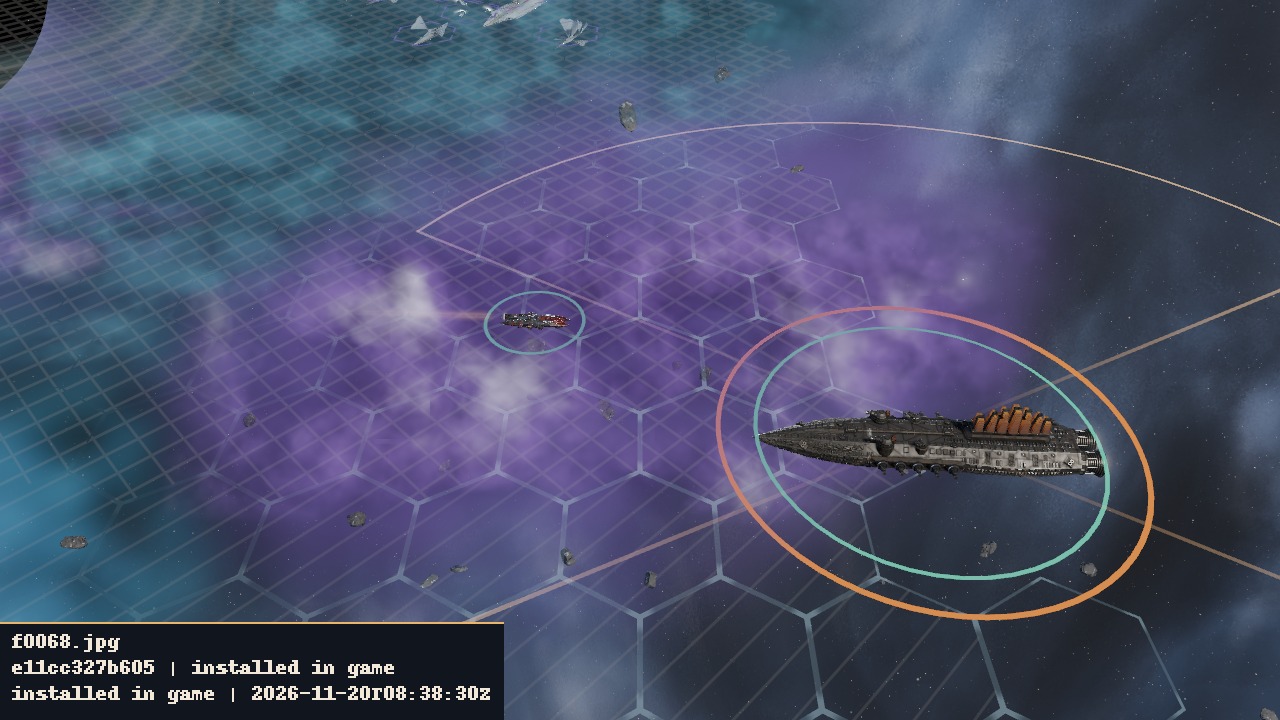 f0068.jpg
e11cc327b605 | installed in game
installed in game | 2026-11-20T08:38:30Z